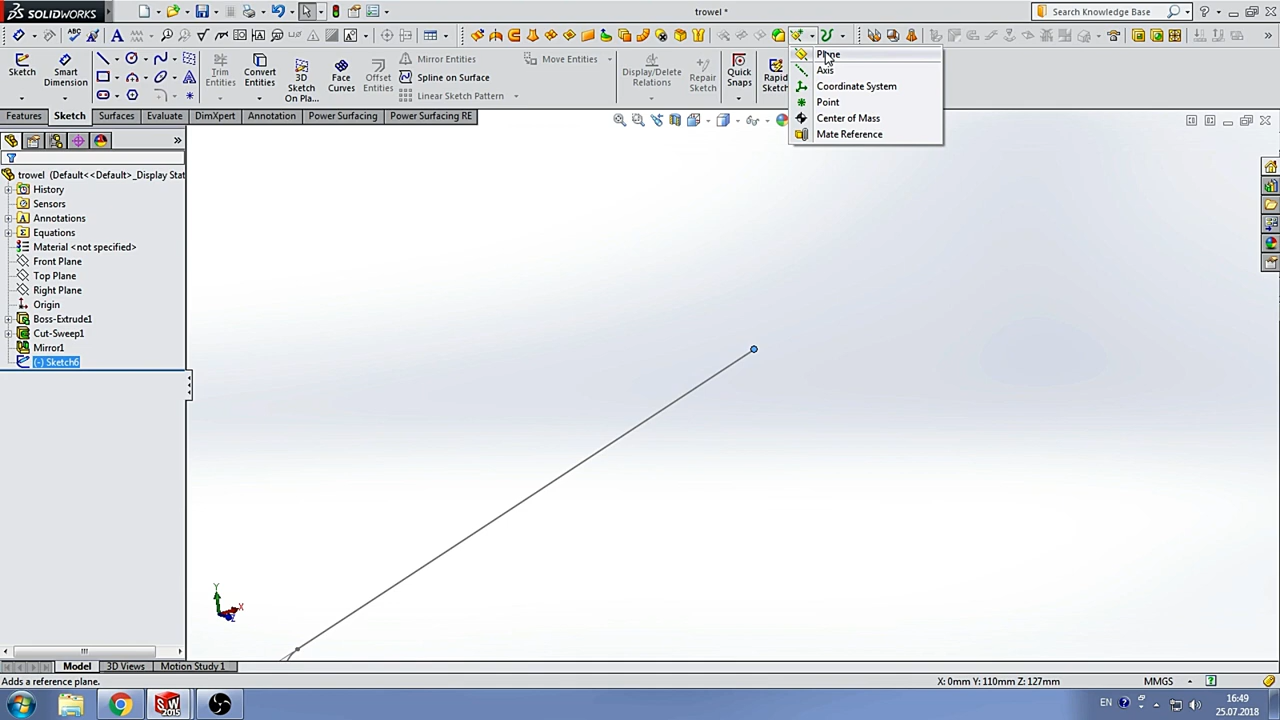 SOLIDWORKS
trowel *
Search Knowledge Base
Sketch
Smart Dimension
Trim Entities
Convert Entities
3D Sketch On Pla...
Face Curves
Offset Entities
Mirror Entities
Spline on Surface
Linear Sketch Pattern
Move Entities
Display/Delete Relations
Repair Sketch
Quick Snaps
Rapid Sketch
Plane
Axis
Coordinate System
Point
Center of Mass
Mate Reference
Features
Sketch
Surfaces
Evaluate
DimXpert
Annotation
Power Surfacing
Power Surfacing RE
trowel (Default<<Default>_Display Stat
History
Sensors
Annotations
Equations
Material <not specified>
Front Plane
Top Plane
Right Plane
Origin
Boss-Extrude1
Cut-Sweep1
Mirror1
(-) Sketch6
Y
X
Z
Model
3D Views
Motion Study 1
Adds a reference plane.
X: 0mm Y: 110mm Z: 127mm
MMGS
EN
16:49
25.07.2018
SW
2015